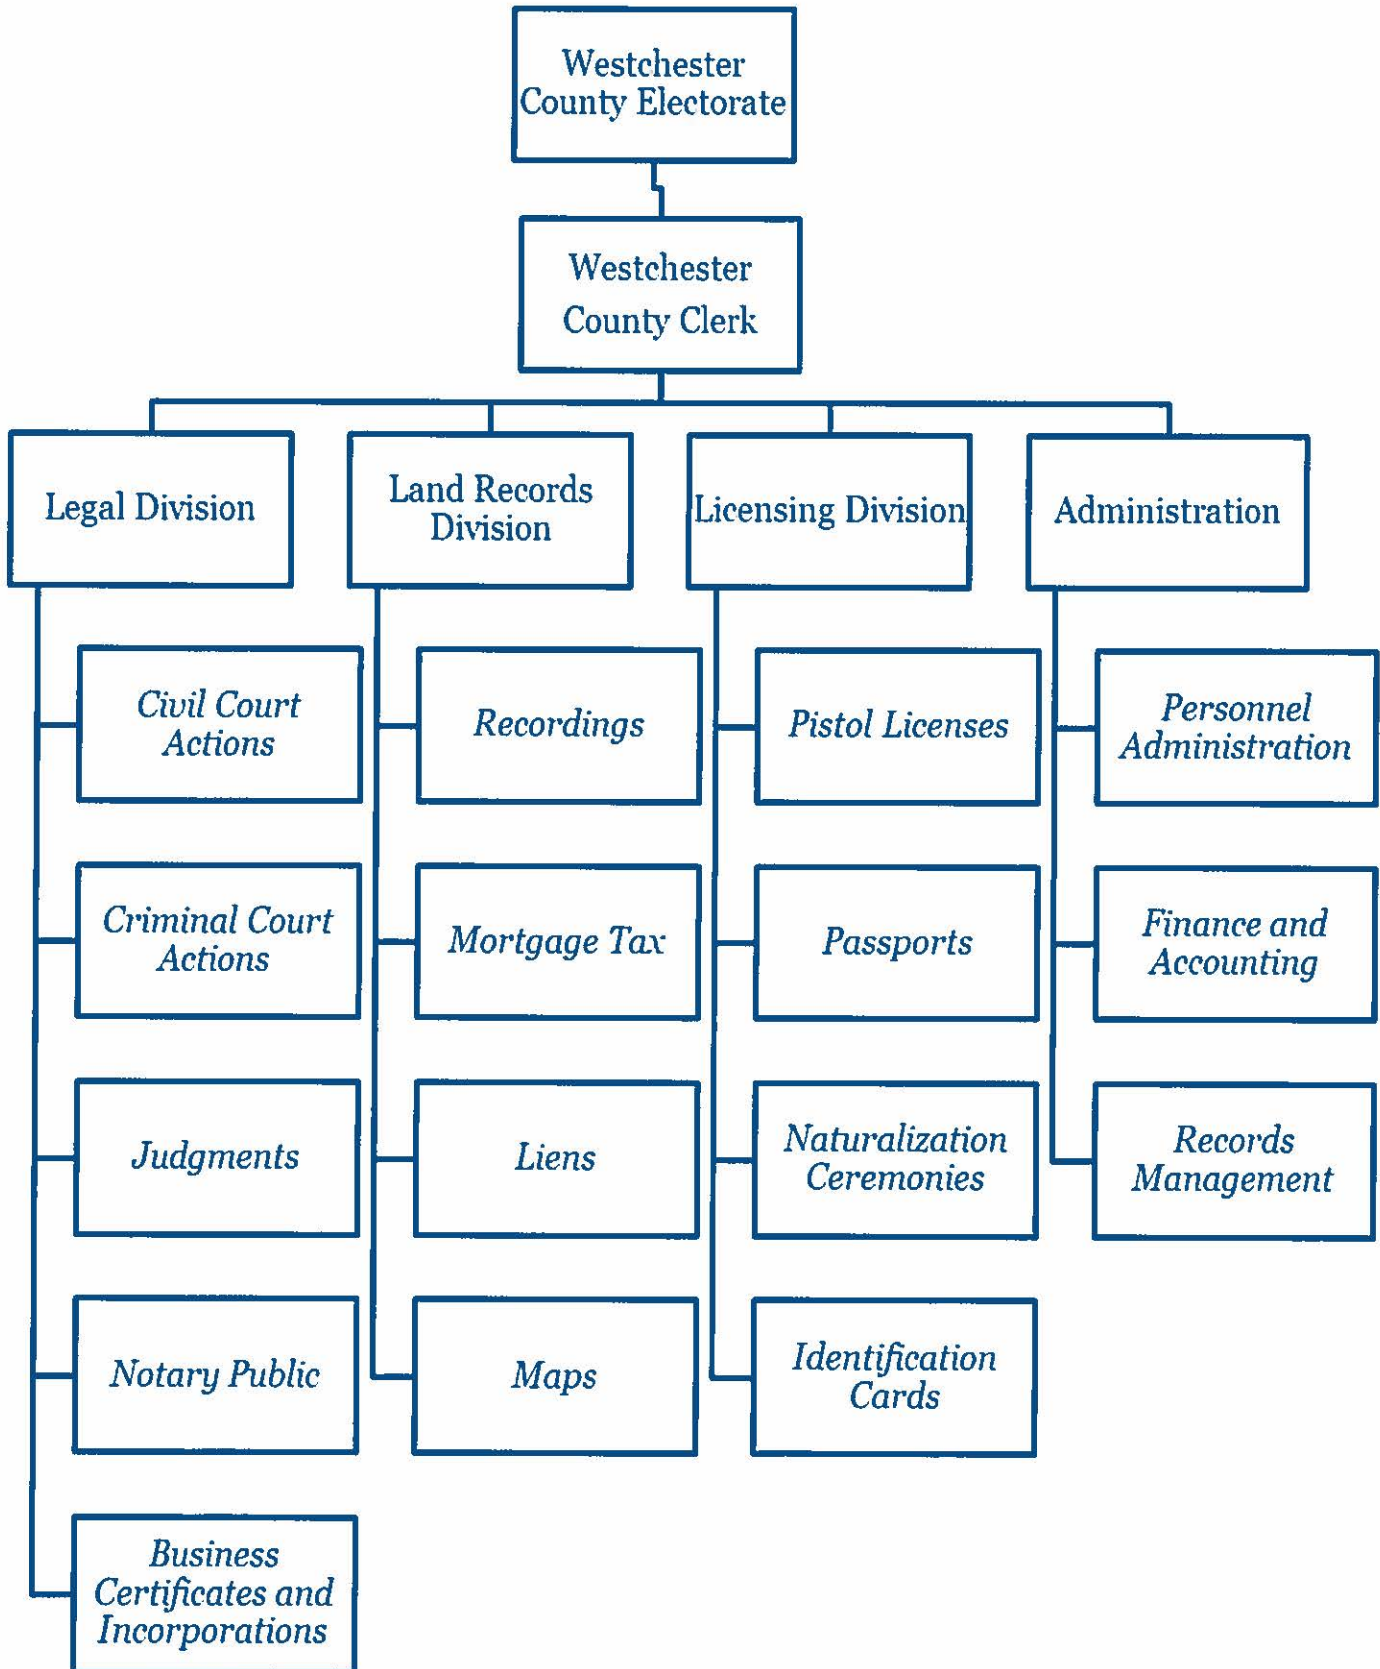 Westchester
County Electorate
Westchester
County Clerk
Legal Division
Land Records
Division
Licensing Division
Administration
Civil Court
Actions
Recordings
Pistol Licenses
Personnel
Administration
Criminal Court
Actions
Mortgage Tax
Passports
Finance and
Accounting
Judgments
Liens
Naturalization
Ceremonies
Records
Management
Notary Public
Maps
Identification
Cards
Business
Certificates and
Incorporations